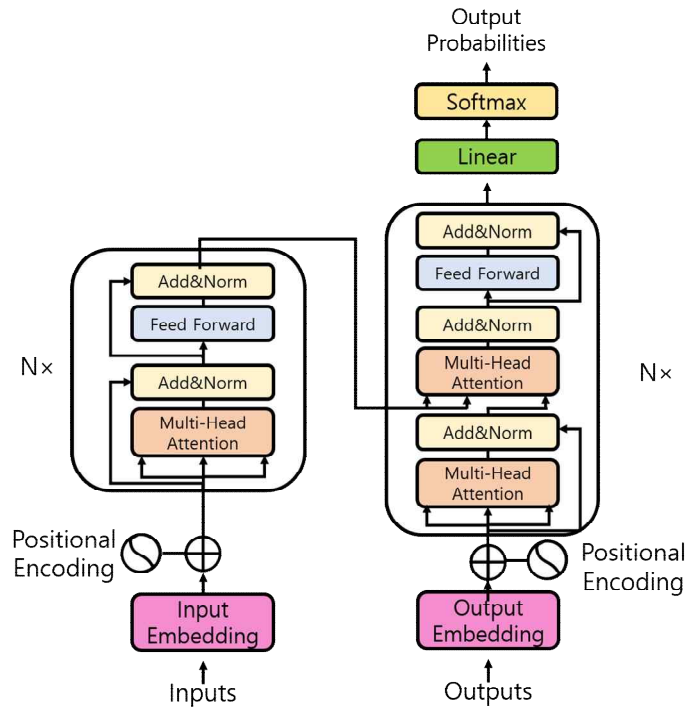 Output
Probabilities
Softmax
Linear
Add&Norm
Feed Forward
Add&Norm
Multi-Head
Attention
Add&Norm
Multi-Head
Attention
N×
Positional
Encoding
Output
Embedding
Outputs
Add&Norm
Feed Forward
Add&Norm
Multi-Head
Attention
N×
Positional
Encoding
Input
Embedding
Inputs